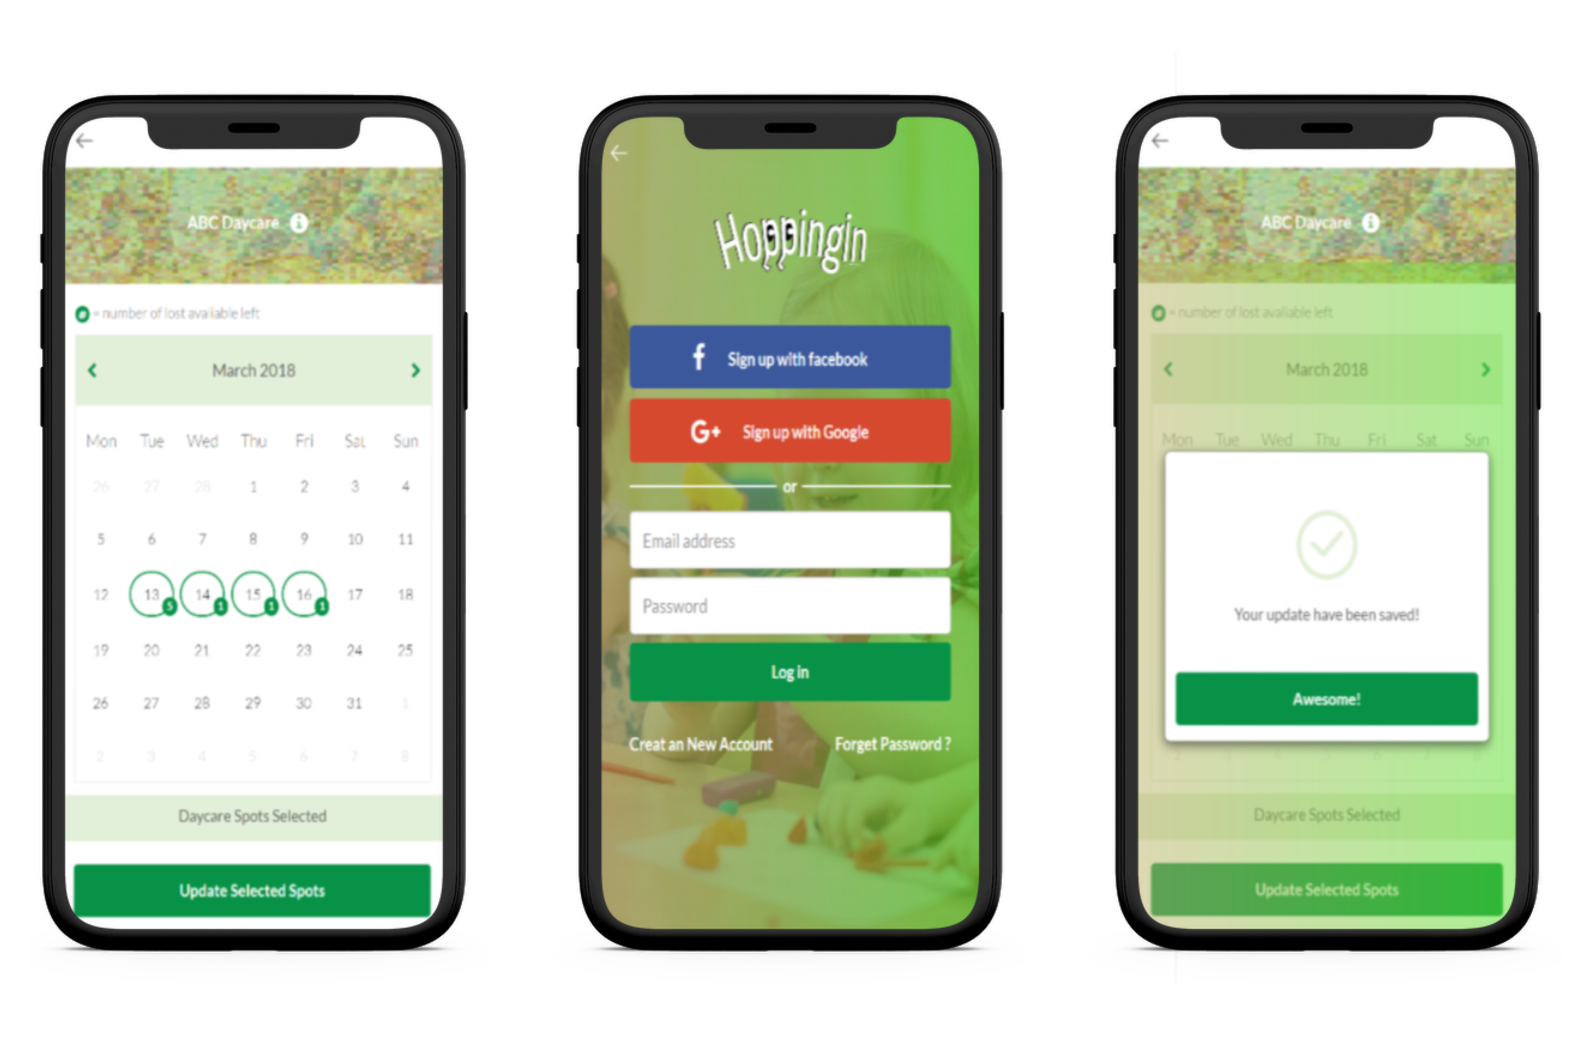 ABC Daycare
= number of lost available left
March 2018
Mon Tue Wed Thu Fri Sat Sun
26 27 28 1 2 3 4
5 6 7 8 9 10 11
12 13 5 14 1 15 1 16 1 17 18
19 20 21 22 23 24 25
26 27 28 29 30 31 1
2 3 4 5 6 7 8
Daycare Spots Selected
Update Selected Spots
Hoppingin
f Sign up with facebook
G+ Sign up with Google
or
Email address
Password
Log in
Creat an New Account Forget Password ?
ABC Daycare
= number of lost available left
March 2018
Mon Tue Wed Thu Fri Sat Sun
Your update have been saved!
Awesome!
Daycare Spots Selected
Update Selected Spots